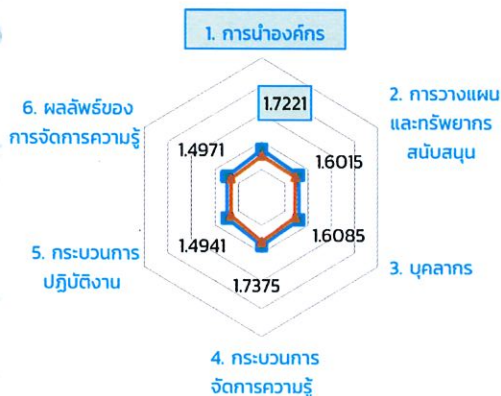 1. การนำองค์กร
1.7221
2. การวางแผน
และทรัพยากร
สนับสนุน
6. ผลลัพธ์ของ
การจัดการความรู้
1.4971
1.6015
1.4941
1.6085
5. กระบวนการ
ปฏิบัติงาน
3. บุคลากร
1.7375
4. กระบวนการ
จัดการความรู้